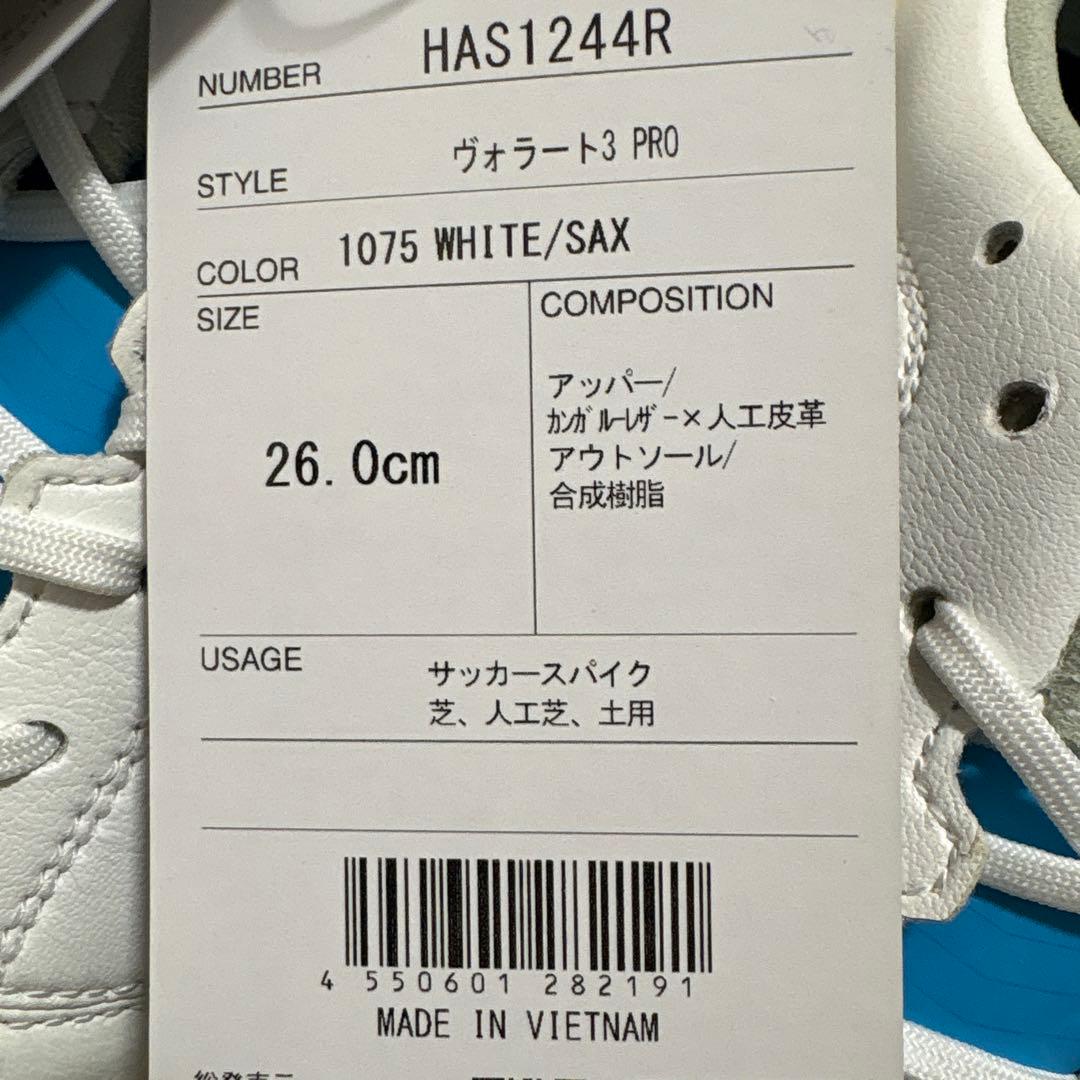 NUMBER HAS1244R
STYLE ヴォラート3 PRO
COLOR 1075 WHITE/SAX
SIZE
26.0cm
COMPOSITION
アッパー/
カンガルーレザー×人工皮革
アウトソール/
合成樹脂
USAGE
サッカースパイク
芝、人工芝、土用
4 550601 282191
MADE IN VIETNAM